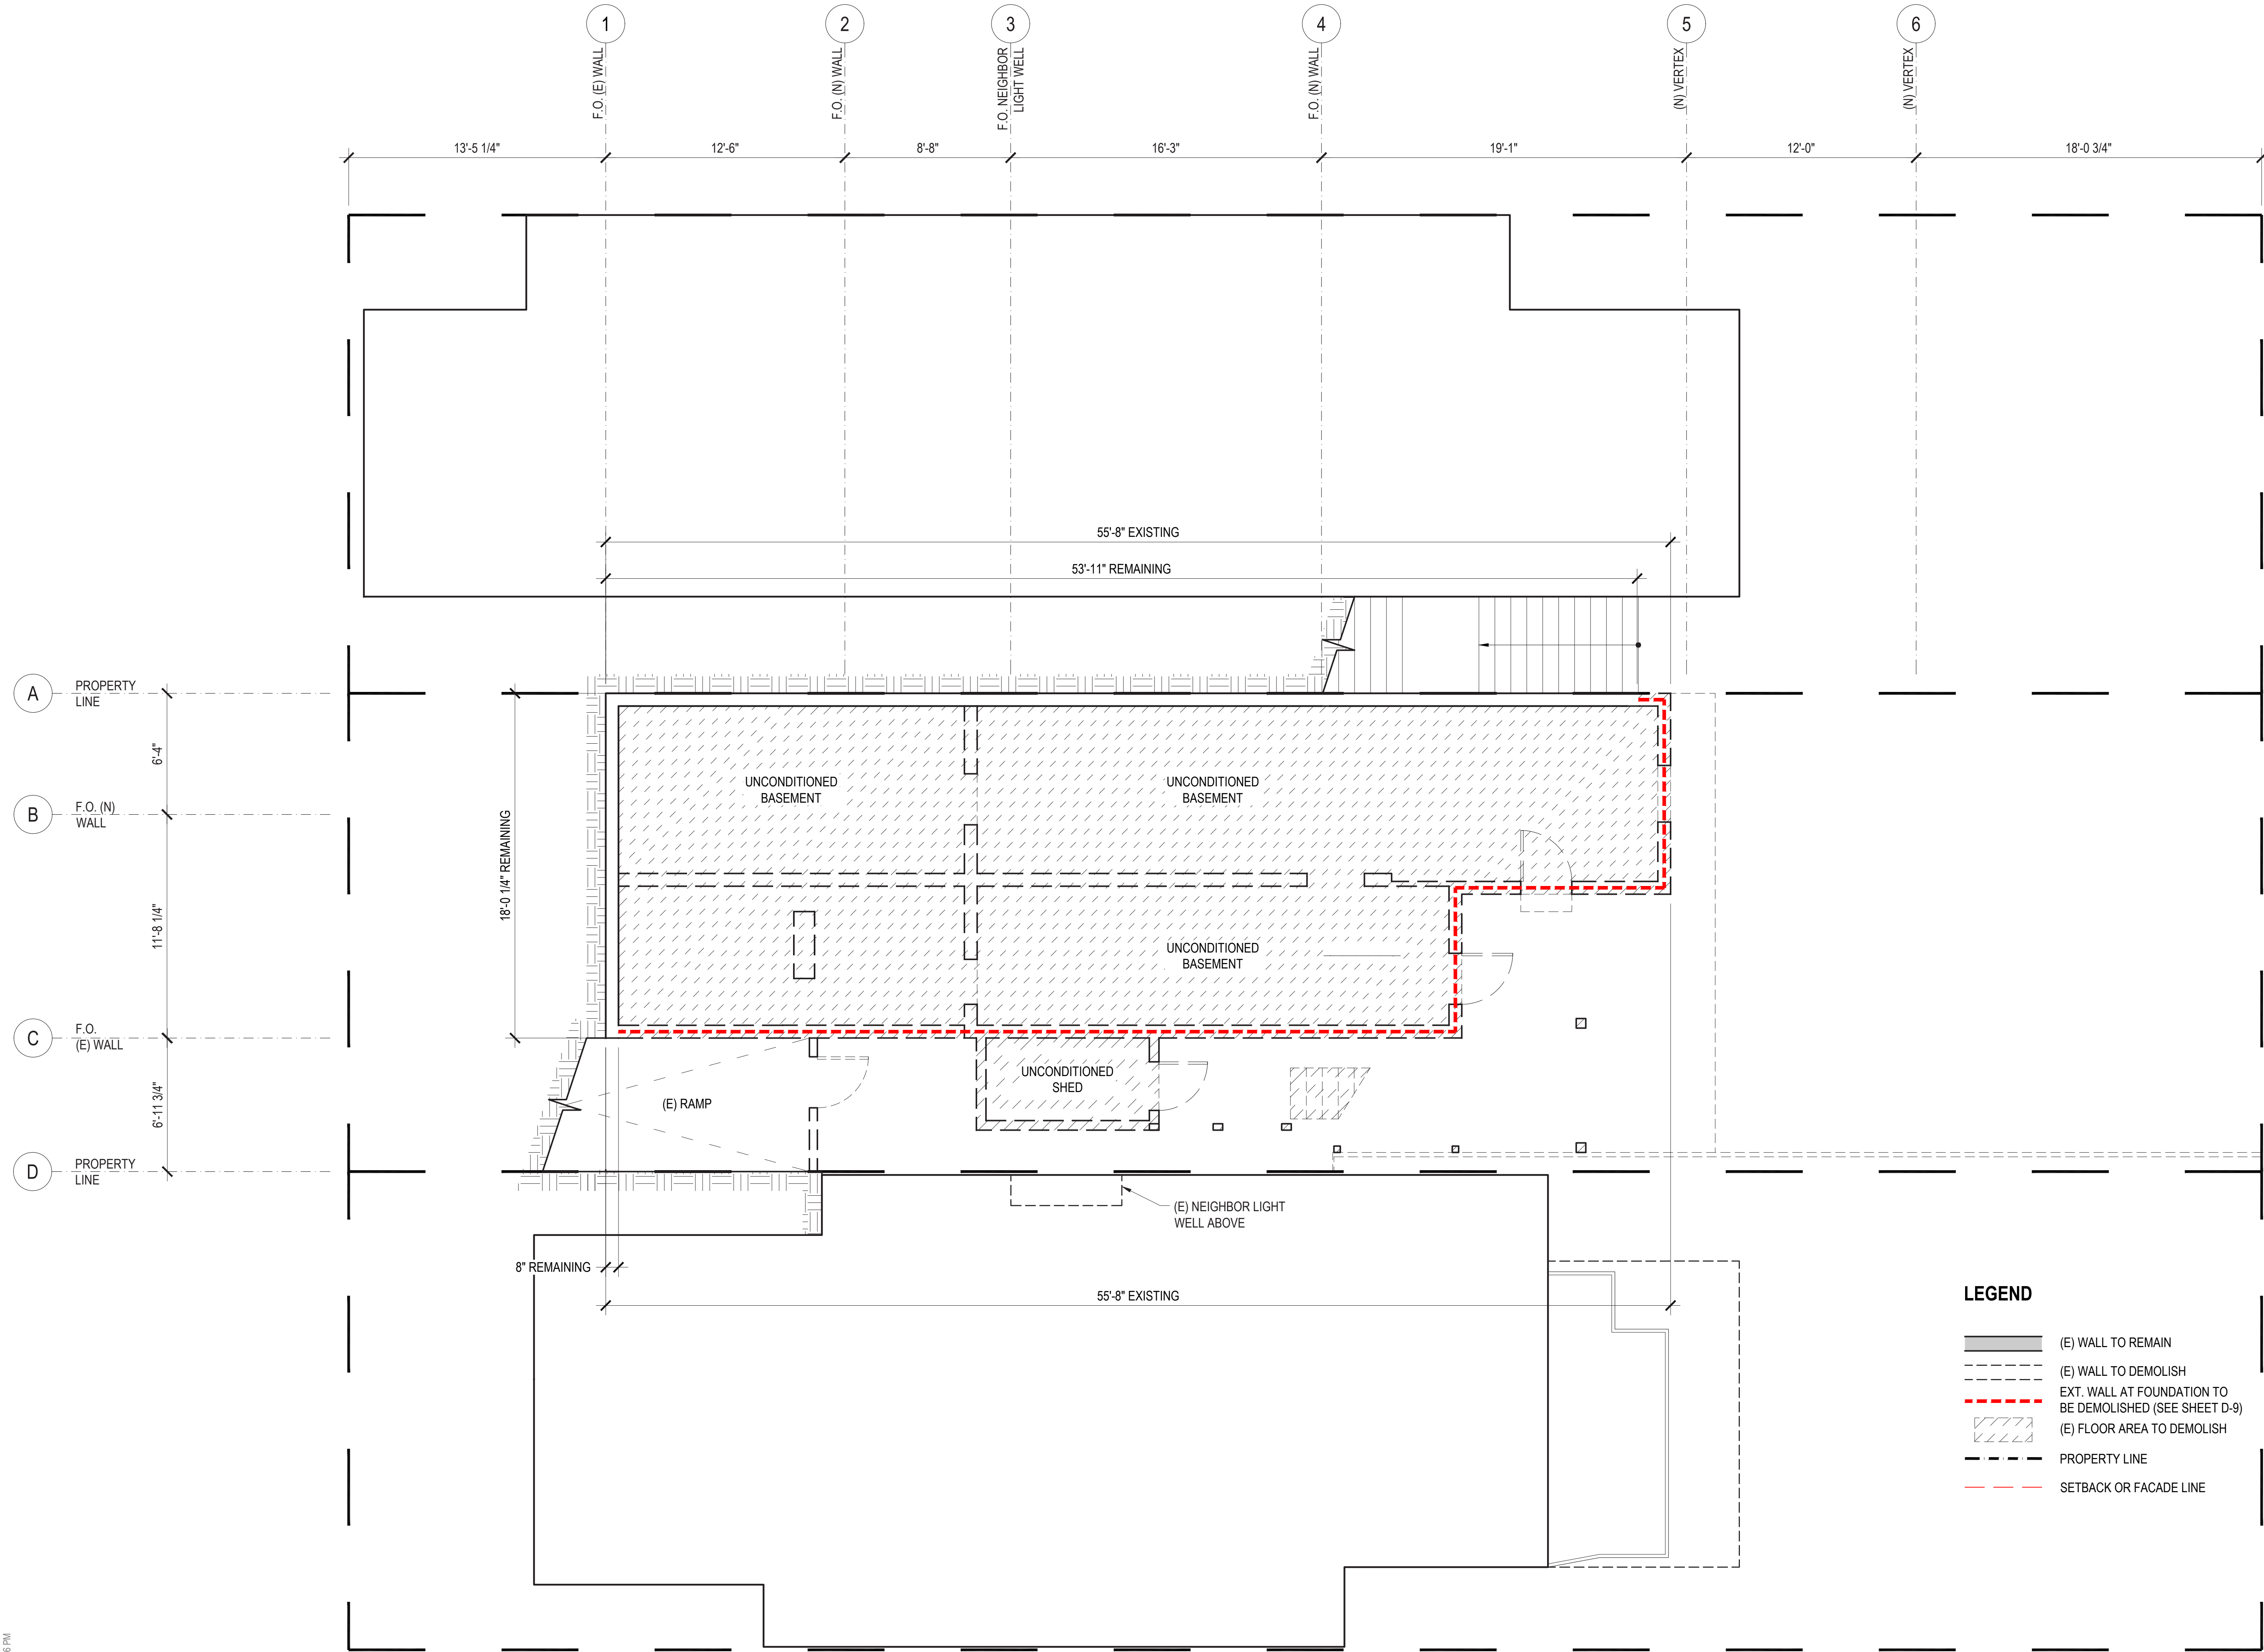 1
2
3
4
5
6
F.O. (E) WALL
F.O. (N) WALL
F.O. NEIGHBOR
LIGHT WELL
F.O. (N) WALL
(N) VERTEX
(N) VERTEX
13'-5 1/4"
12'-6"
8'-8"
16'-3"
19'-1"
12'-0"
18'-0 3/4"
55'-8" EXISTING
53'-11" REMAINING
A
PROPERTY
LINE
6'-4"
B
F.O. (N)
WALL
11'-8 1/4"
18'-0 1/4" REMAINING
UNCONDITIONED
BASEMENT
UNCONDITIONED
BASEMENT
UNCONDITIONED
BASEMENT
C
F.O.
(E) WALL
6'-11 3/4"
UNCONDITIONED
SHED
(E) RAMP
D
PROPERTY
LINE
(E) NEIGHBOR LIGHT
WELL ABOVE
8" REMAINING
55'-8" EXISTING
LEGEND
(E) WALL TO REMAIN
(E) WALL TO DEMOLISH
EXT. WALL AT FOUNDATION TO
BE DEMOLISHED (SEE SHEET D-9)
(E) FLOOR AREA TO DEMOLISH
PROPERTY LINE
SETBACK OR FACADE LINE
6 PM